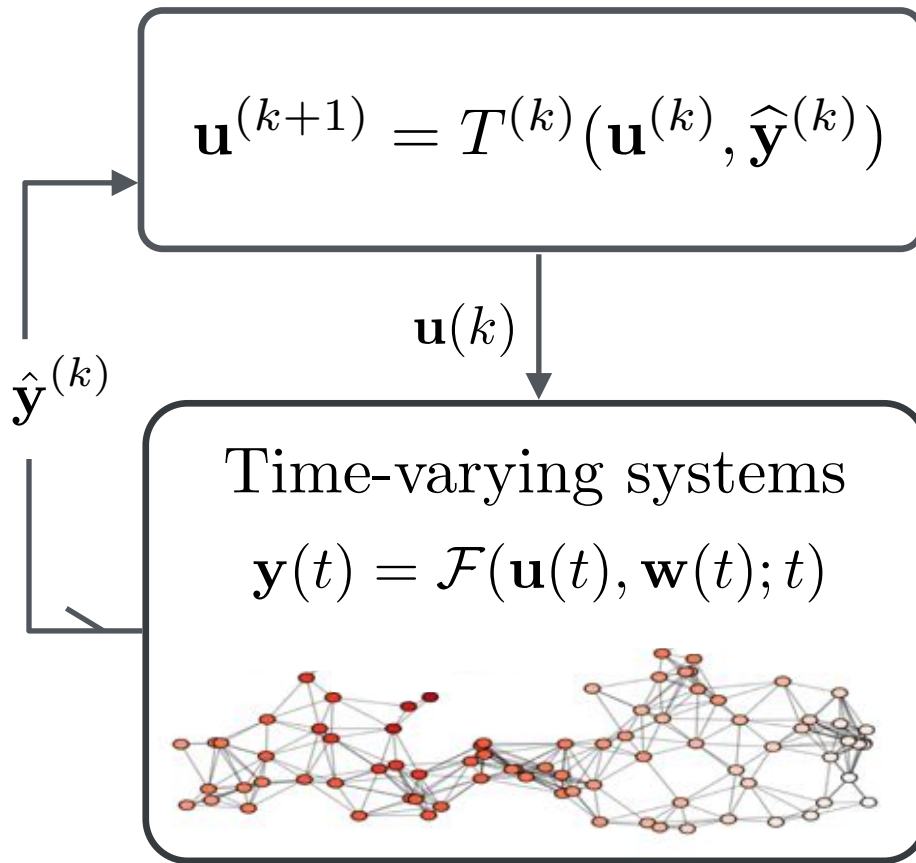 𝐮^{(k+1)} = T^{(k)}(𝐮^{(k)}, 𝐲̂^{(k)})
𝐮(k)
𝐲̂^{(k)}
Time-varying systems
𝐲(t) = ℱ(𝐮(t), 𝐰(t); t)